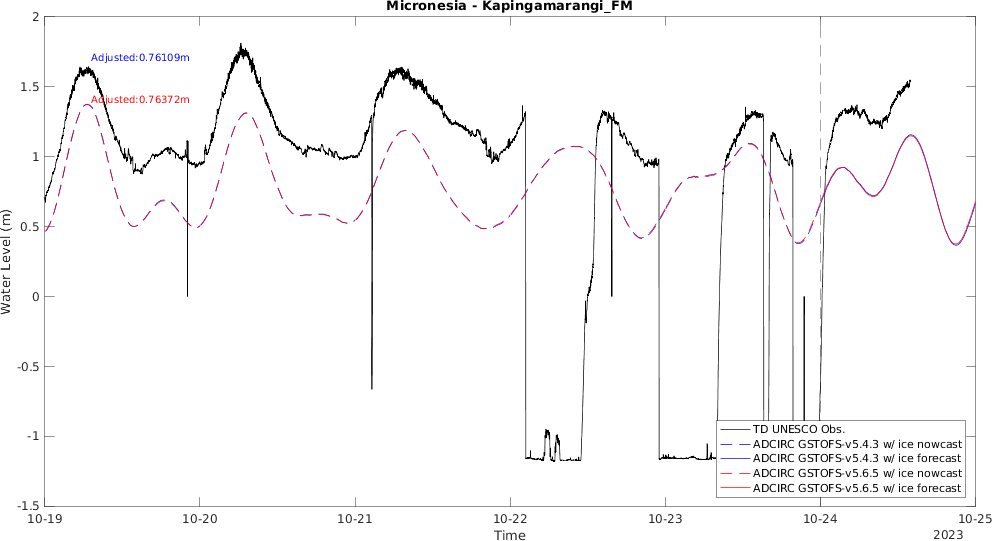 Micronesia - Kapingamarangi_FM
2
1.5
1
0.5
0
-0.5
-1
-1.5
Water Level (m)
Adjusted:0.76109m
Adjusted:0.76372m
TD UNESCO Obs.
ADCIRC GSTOFS-v5.4.3 w/ ice nowcast
ADCIRC GSTOFS-v5.4.3 w/ ice forecast
ADCIRC GSTOFS-v5.6.5 w/ ice nowcast
ADCIRC GSTOFS-v5.6.5 w/ ice forecast
10-19 10-20 10-21 10-22 10-23 10-24 10-25
Time
2023